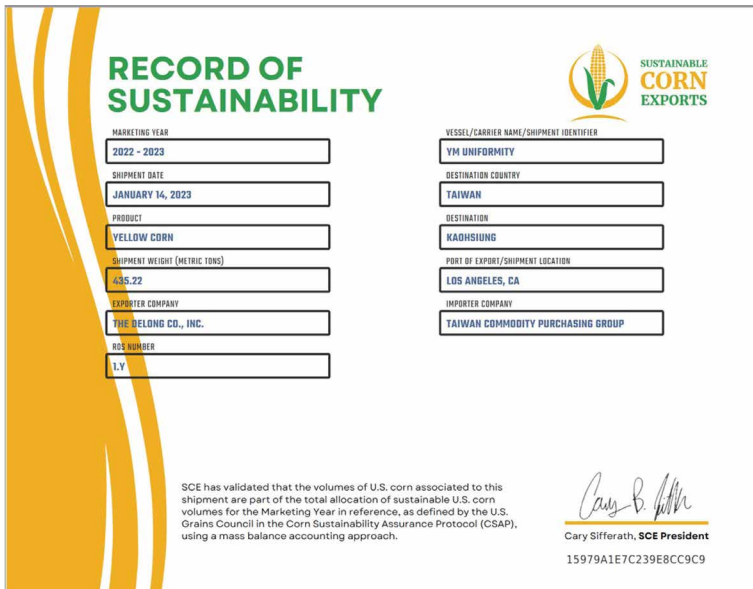 RECORD OF
SUSTAINABILITY
SUSTAINABLE
CORN
EXPORTS
MARKETING YEAR
2022 - 2023
VESSEL/CARRIER NAME/SHIPMENT IDENTIFIER
YM UNIFORMITY
SHIPMENT DATE
JANUARY 14, 2023
DESTINATION COUNTRY
TAIWAN
PRODUCT
YELLOW CORN
DESTINATION
KAOHSIUNG
SHIPMENT WEIGHT (METRIC TONS)
435.22
PORT OF EXPORT/SHIPMENT LOCATION
LOS ANGELES, CA
EXPORTER COMPANY
THE DELONG CO., INC.
IMPORTER COMPANY
TAIWAN COMMODITY PURCHASING GROUP
ROS NUMBER
1.Y
SCE has validated that the volumes of U.S. corn associated to this
shipment are part of the total allocation of sustainable U.S. corn
volumes for the Marketing Year in reference, as defined by the U.S.
Grains Council in the Corn Sustainability Assurance Protocol (CSAP),
using a mass balance accounting approach.
Cary B. Sifferath
Cary Sifferath, SCE President
15979A1E7C239E8CC9C9